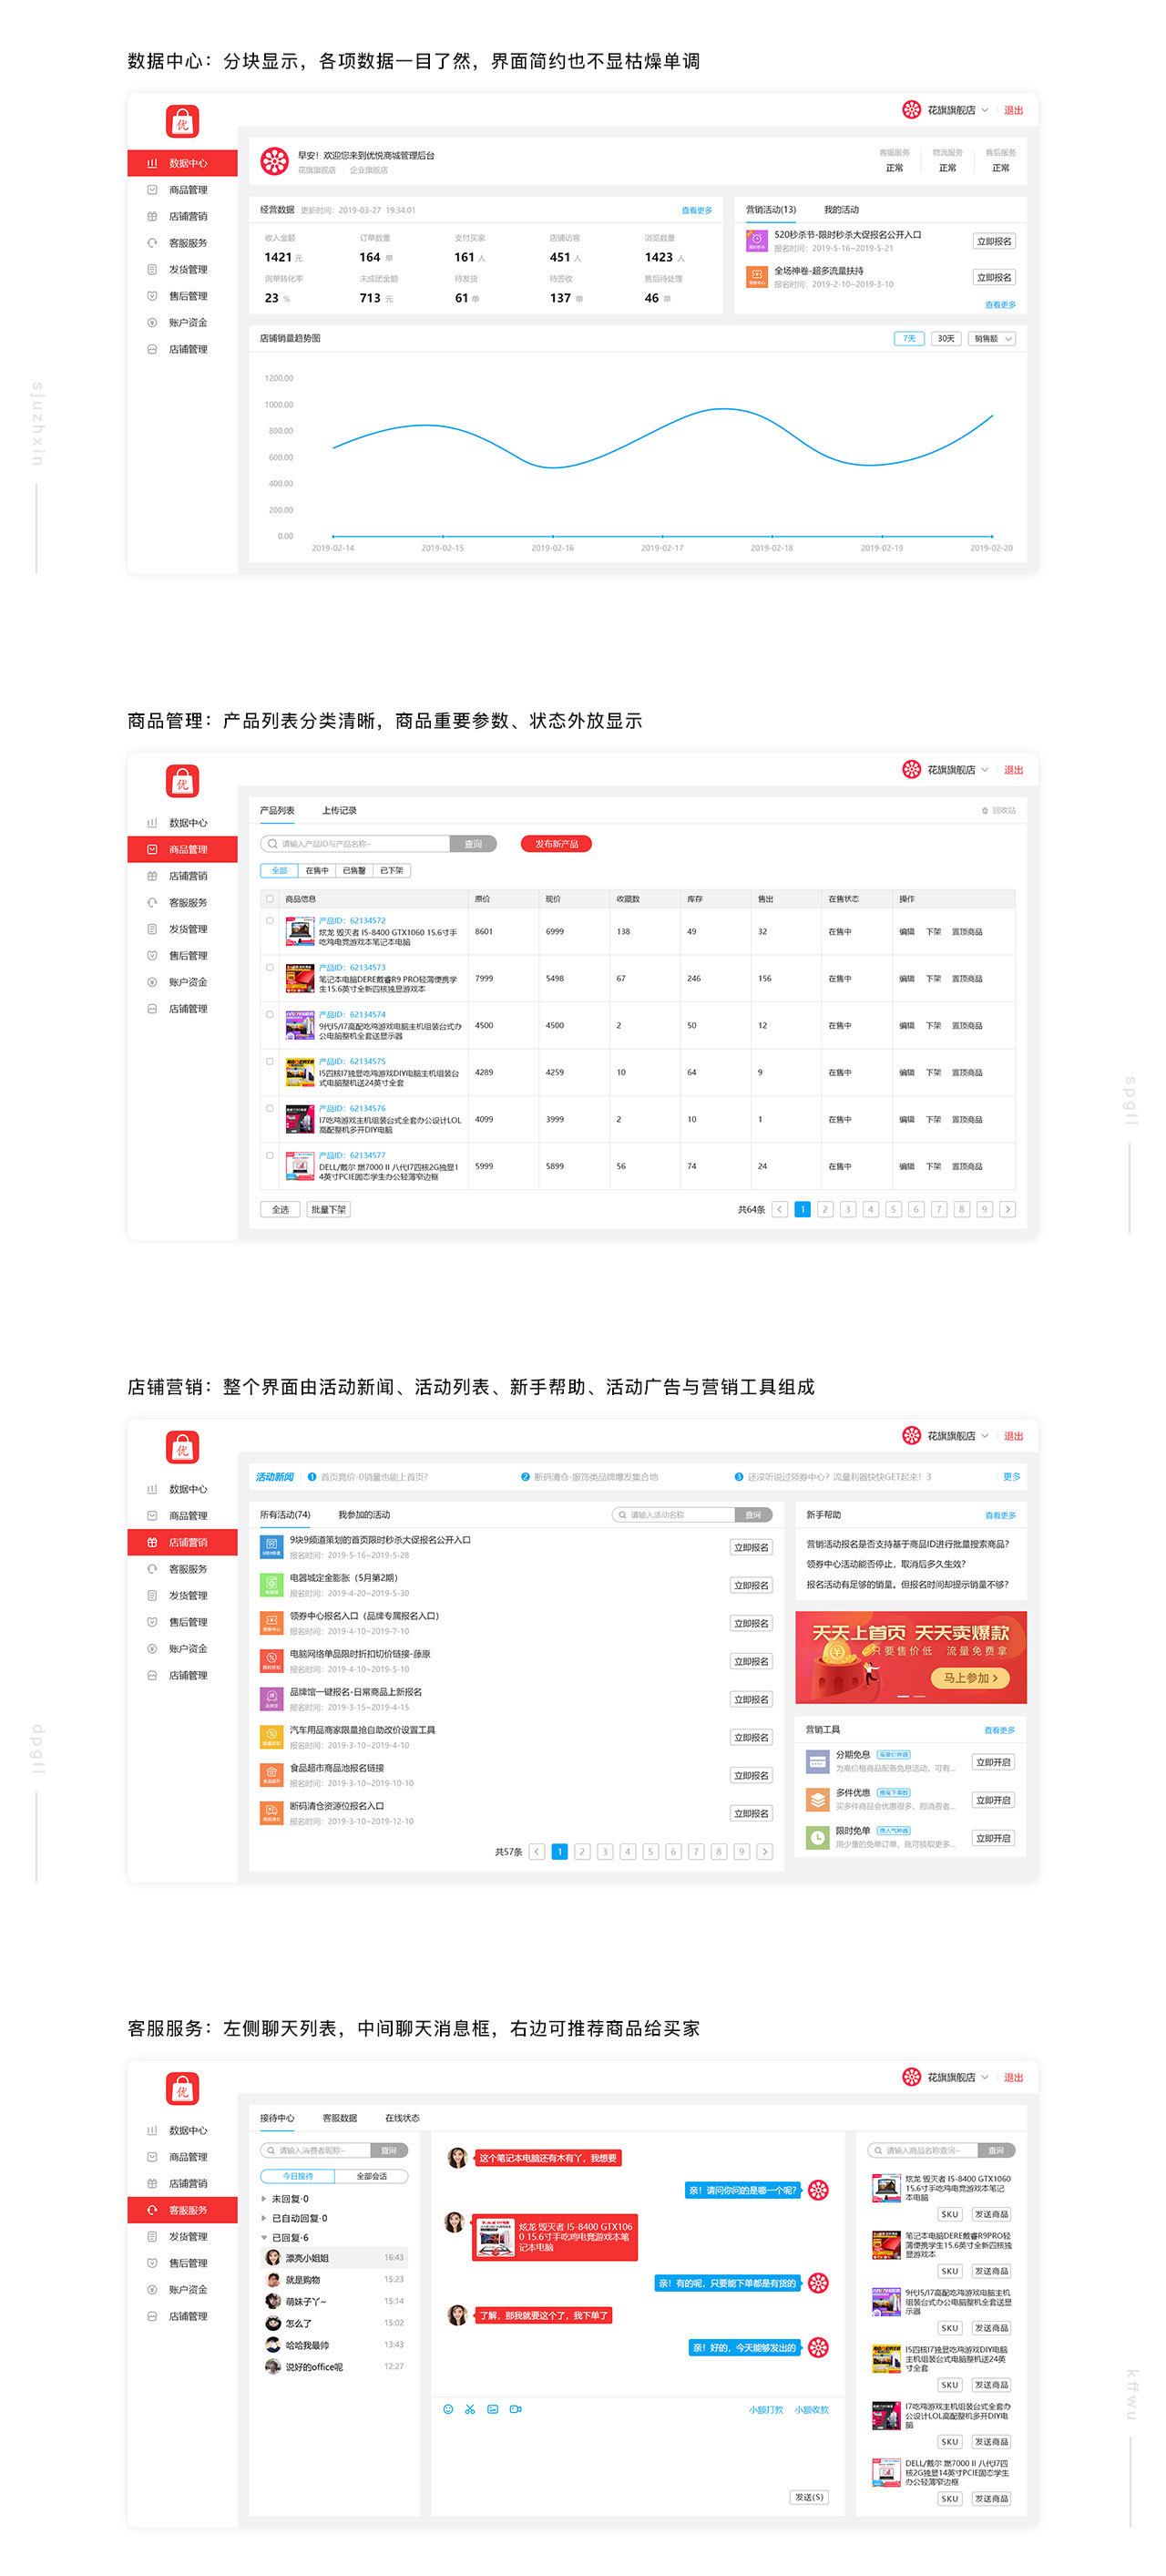 数据中心：分块显示，各项数据一目了然，界面简约也不显枯燥单调
优
花旗旗舰店 退出
数据中心
商品管理
店铺营销
客服服务
发货管理
售后管理
账户资金
店铺管理
早安！欢迎您来到优悦商城管理后台
花旗旗舰店 企业旗舰店
客服服务 物流服务 售后服务
正常 正常 正常
经营数据 更新时间：2019-03-27 19:34:01 查看更多
收入金额 订单数量 支付买家 店铺访客 浏览数量
1421 元 164 单 161 人 451 人 1423 人
询单转化率 未成团金额 待发货 待签收 售后待处理
23 % 713 元 61 单 137 单 46 单
营销活动(13) 我的活动
520秒杀节-限时秒杀大促报名公开入口
报名时间：2019-5-16~2019-5-21
立即报名
全场神卷-超多流量扶持
报名时间：2019-2-10~2019-3-10
立即报名
查看更多
店铺销量趋势图 7天 30天 销售额
1200.00
1000.00
800.00
600.00
400.00
200.00
0.00
2019-02-14 2019-02-15 2019-02-16 2019-02-17 2019-02-18 2019-02-19 2019-02-20
sjuzhxin
商品管理：产品列表分类清晰，商品重要参数、状态外放显示
优
花旗旗舰店 退出
数据中心
商品管理
店铺营销
客服服务
发货管理
售后管理
账户资金
店铺管理
产品列表 上传记录 回收站
请输入产品ID与产品名称~ 查询 发布新产品
全部 在售中 已售罄 已下架
商品信息 原价 现价 收藏数 库存 售出 在售状态 操作
产品ID：62134572
炫龙 毁灭者 I5-8400 GTX1060 15.6寸手
吃鸡电竞游戏本笔记本电脑
8601 6999 138 49 32 在售中 编辑 下架 置顶商品
产品ID：62134573
笔记本电脑DERE戴睿R9 PRO轻薄便携学
生15.6英寸全新四核独显游戏本
7999 5498 67 246 156 在售中 编辑 下架 置顶商品
产品ID：62134574
9代I5/I7高配吃鸡游戏电脑主机组装台式办
公电脑整机全套送显示器
4500 4500 2 50 12 在售中 编辑 下架 置顶商品
产品ID：62134575
I5四核I7独显吃鸡游戏DIY电脑主机组装台
式电脑整机送24英寸全套
4289 4259 10 64 9 在售中 编辑 下架 置顶商品
产品ID：62134576
I7吃鸡游戏主机组装台式全套办公设计LOL
高配整机多开DIY电脑
4099 3999 2 10 1 在售中 编辑 下架 置顶商品
产品ID：62134577
DELL/戴尔 燃7000 II 八代I7四核2G独显1
4英寸PCIE固态学生办公轻薄窄边框
5999 5899 56 74 24 在售中 编辑 下架 置顶商品
全选 批量下架 共64条 1 2 3 4 5 6 7 8 9
spgli
店铺营销：整个界面由活动新闻、活动列表、新手帮助、活动广告与营销工具组成
优
花旗旗舰店 退出
数据中心
商品管理
店铺营销
客服服务
发货管理
售后管理
账户资金
店铺管理
活动新闻 1 首页竞价-0销量也能上首页？ 2 断码清仓-服饰类品牌爆发集合地 3 还没听说过领券中心？流量利器快快GET起来！3 更多
所有活动(74) 我参加的活动 请输入活动名称 查询
9块9频道策划的首页限时秒杀大促报名公开入口
报名时间：2019-5-16~2019-5-28
立即报名
电器城定金膨胀（5月第2期）
报名时间：2019-4-20~2019-5-30
立即报名
领券中心报名入口（品牌专属报名入口）
报名时间：2019-4-10~2019-7-10
立即报名
电脑网络单品限时折扣切价链接-藤原
报名时间：2019-4-10~2019-5-10
立即报名
品牌馆一键报名-日常商品上新报名
报名时间：2019-3-15~2019-4-15
立即报名
汽车用品商家限量抢自助改价设置工具
报名时间：2019-3-10~2019-4-10
立即报名
食品超市商品池报名链接
报名时间：2019-3-10~2019-10-10
立即报名
断码清仓资源位报名入口
报名时间：2019-3-10~2019-12-10
立即报名
共57条 1 2 3 4 5 6 7 8 9
新手帮助 查看更多
营销活动报名是否支持基于商品ID进行批量搜索商品？
领券中心活动能否停止，取消后多久生效？
报名活动有足够的销量。但报名时间却提示销量不够？
天天上首页 天天卖爆款
只要售价低 流量免费拿
马上参加
营销工具 查看更多
分期免息
为高价格商品配备免息活动，可有...
立即开启
多件优惠 提高下单数
买多件商品会优惠很多，那消费者...
立即开启
限时免单
用少量的免单订单，就可换取更多...
立即开启
dpgli
客服服务：左侧聊天列表，中间聊天消息框，右边可推荐商品给买家
优
花旗旗舰店 退出
数据中心
商品管理
店铺营销
客服服务
发货管理
售后管理
账户资金
店铺管理
接待中心 客服数据 在线状态
请输入消费者昵称~ 查询
今日接待 全部会话
未回复·0
已自动回复·0
已回复·6
漂亮小姐姐 16:43
就是购物 15:23
萌妹子丫~ 15:14
怎么了 15:02
哈哈我最帅 13:43
说好的office呢 12:27
这个笔记本电脑还有木有丫，我想要
亲！请问你问的是哪一个呢？
炫龙 毁灭者 I5-8400 GTX106
0 15.6寸手吃鸡电竞游戏本笔
记本电脑
亲！有的呢，只要能下单都是有货的
了解，那我就要这个了，我下单了
亲！好的，今天能够发出的
小额打款 小额收款
发送(S)
请输入商品名称查询~ 查询
炫龙 毁灭者 I5-8400 GTX1060
15.6寸手吃鸡电竞游戏本笔记
本电脑
SKU 发送商品
笔记本电脑DERE戴睿R9PRO轻
薄便携学生15.6英寸全新四核独
显游戏本
SKU 发送商品
9代I5/I7高配吃鸡游戏电脑主机
组装台式办公电脑整机全套送显
示器
SKU 发送商品
I5四核I7独显吃鸡游戏DIY电脑
主机组装台式电脑整机送24英
寸全套
SKU 发送商品
I7吃鸡游戏主机组装台式全套办
公设计LOL高配整机多开DIY电
脑
SKU 发送商品
DELL/戴尔 燃7000 II 八代I7四
核2G独显14英寸PCIE固态学生
办公轻薄窄边框
SKU 发送商品
kffwu